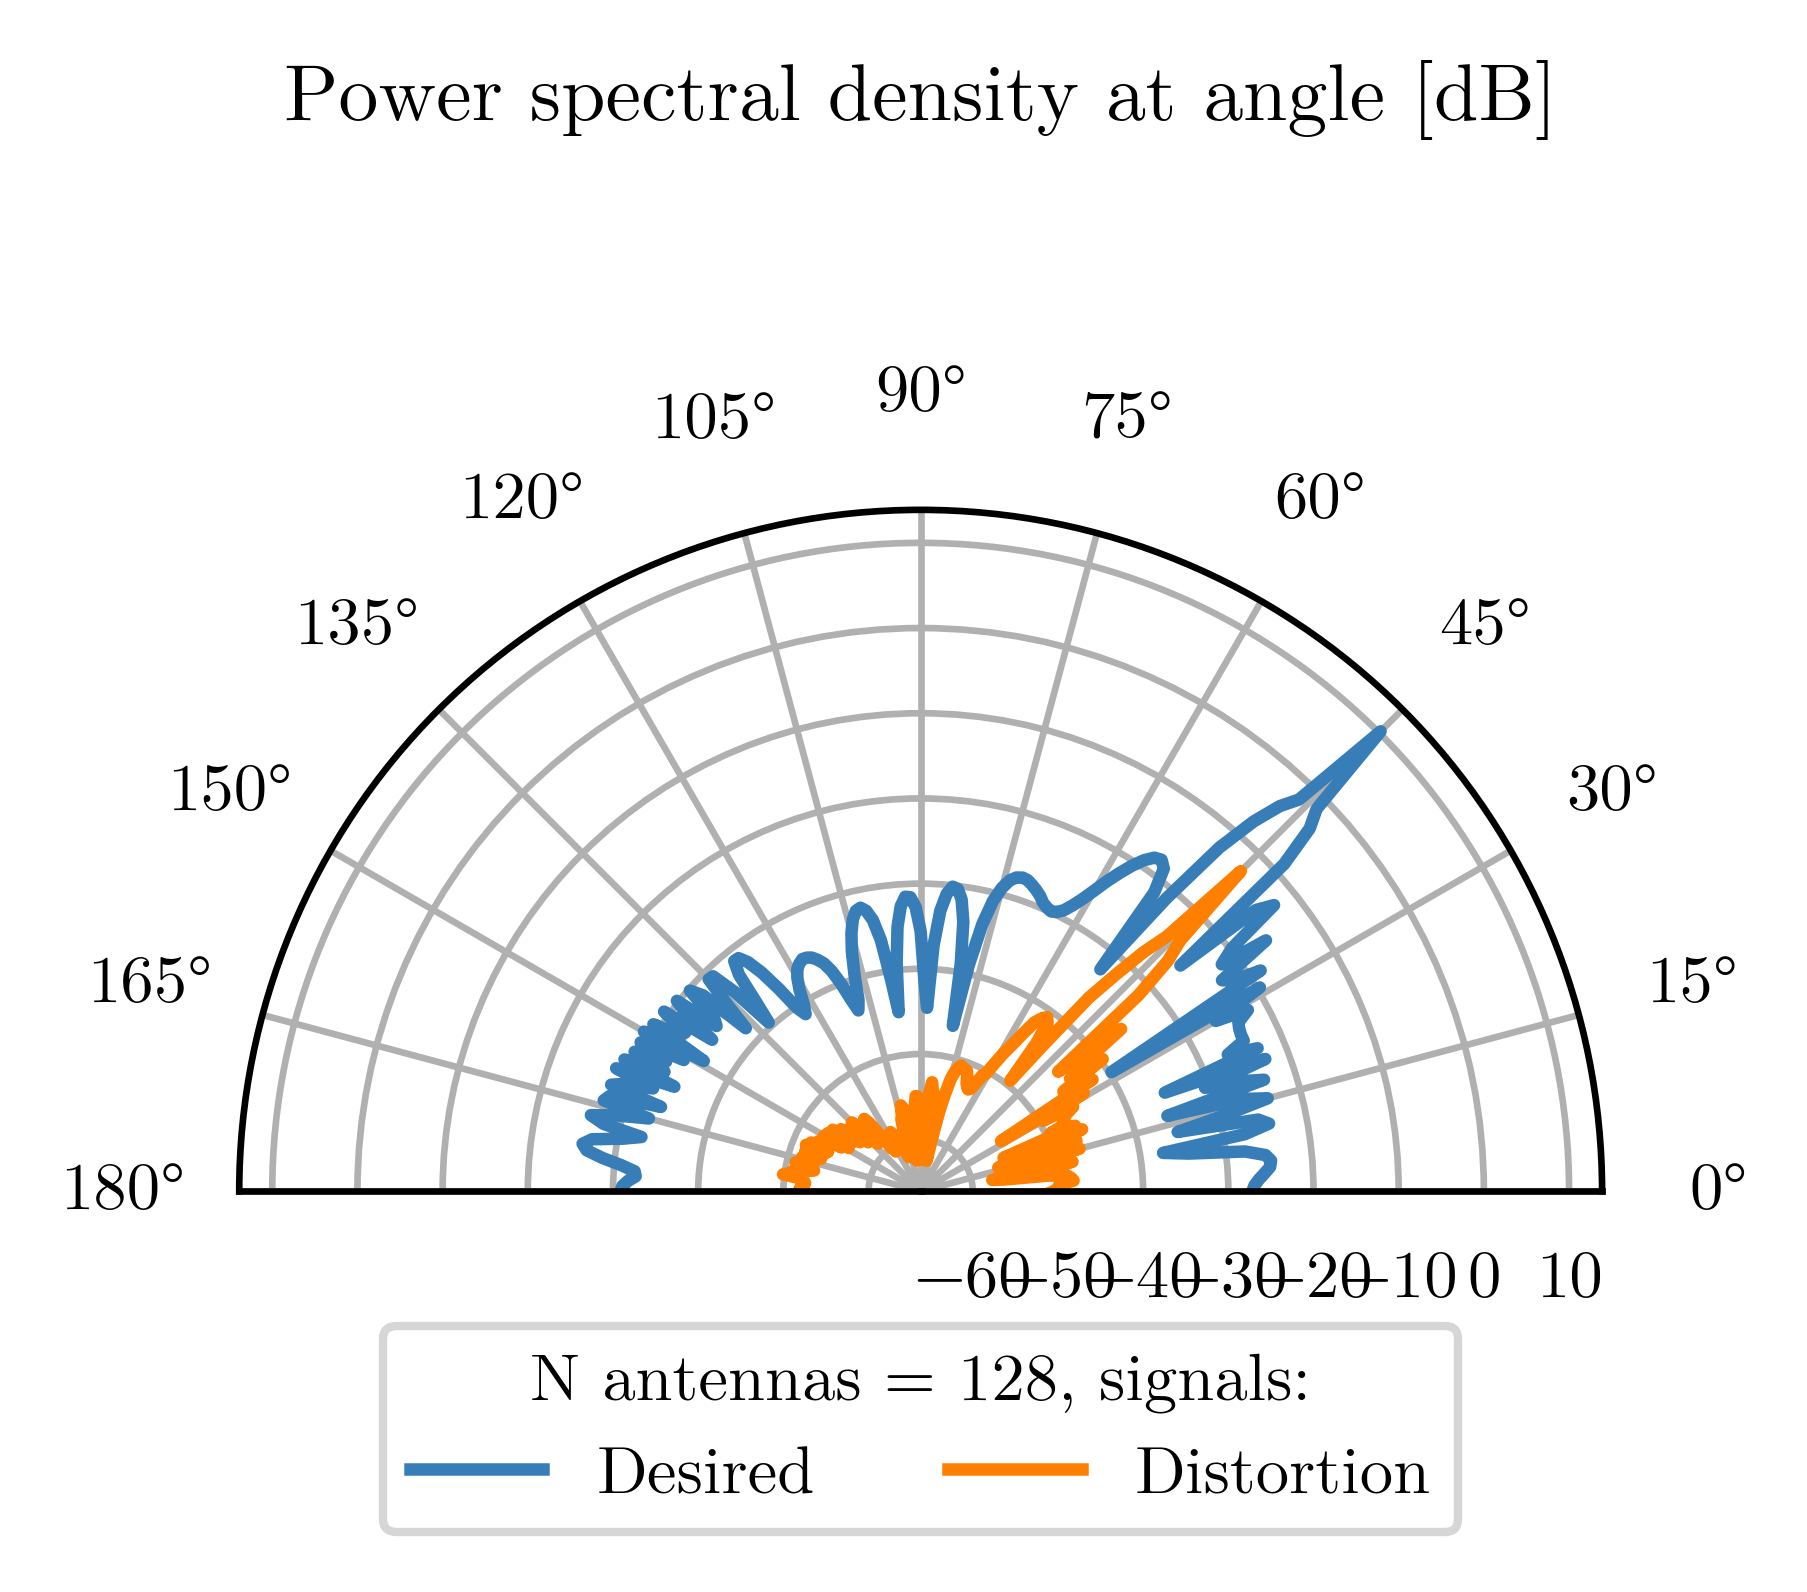 Power spectral density at angle [dB]
90°
105° 75°
120° 60°
135° 45°
150° 30°
165° 15°
180° 0°
−60 −50 −40 −30 −20 −10 0 10
N antennas = 128, signals:
Desired Distortion